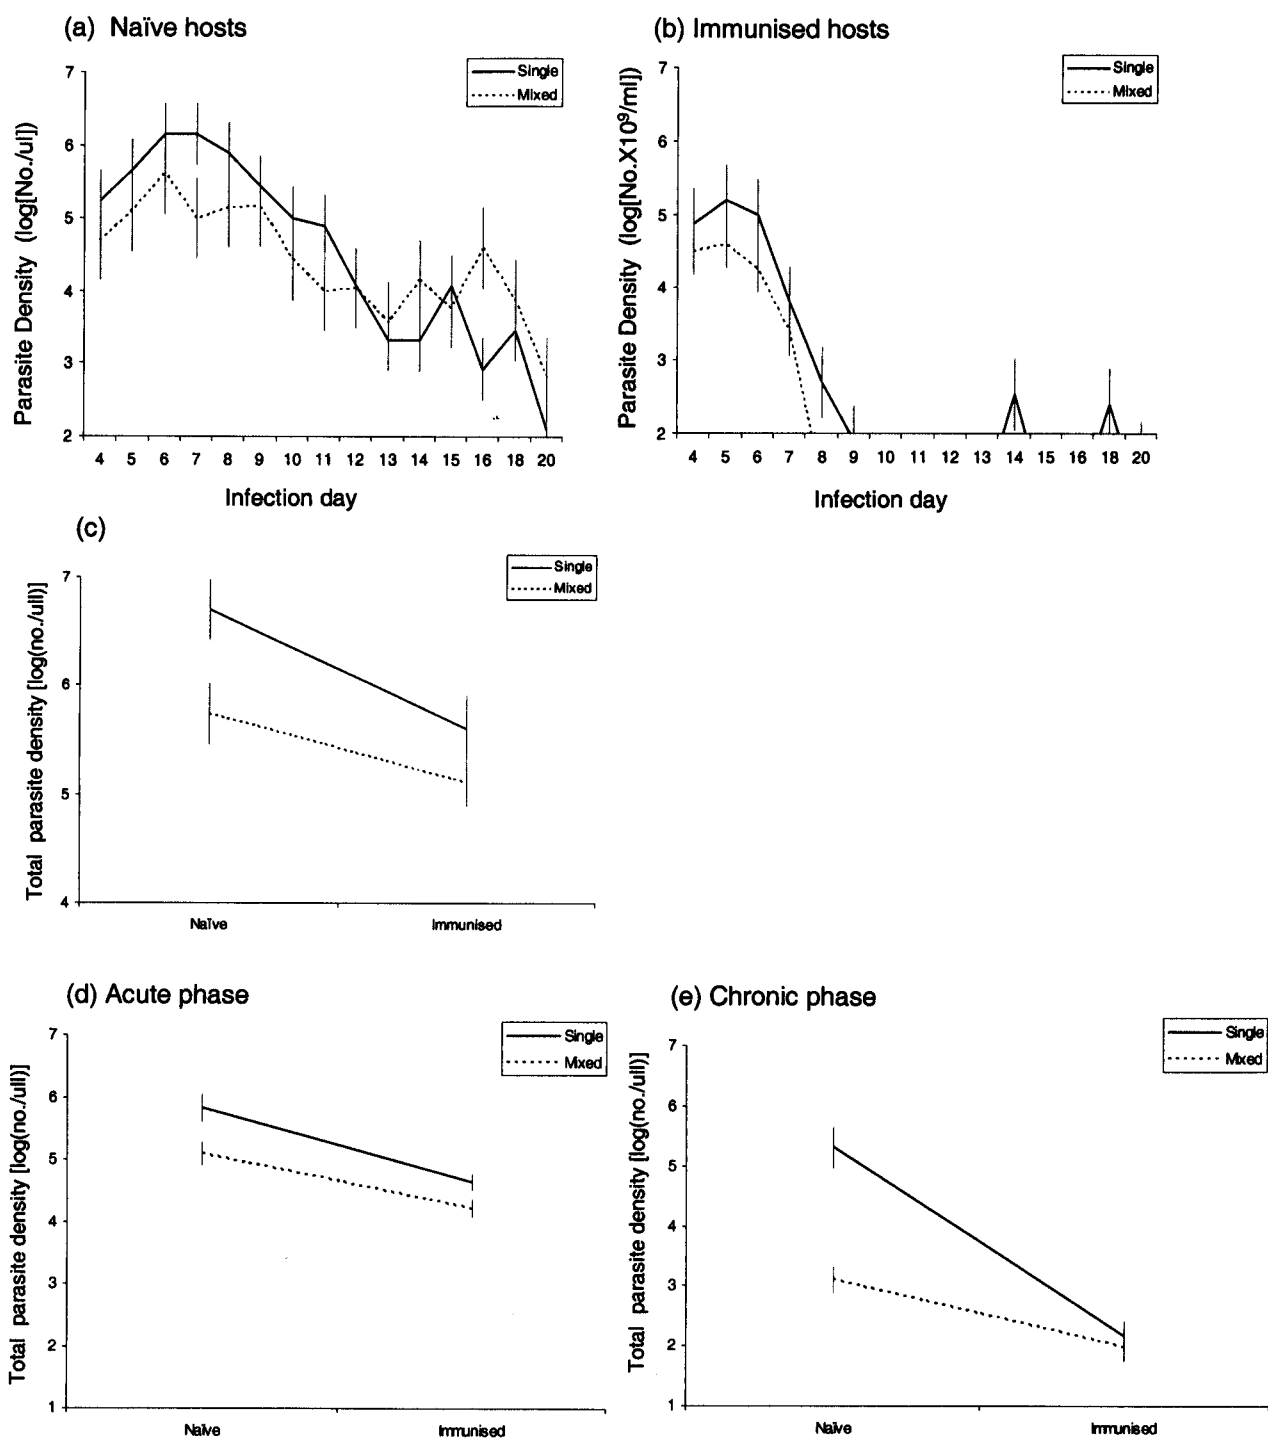 (a) Naïve hosts
Single
Mixed
Parasite Density (log[No./ul])
7
6
5
4
3
2
4 5 6 7 8 9 10 11 12 13 14 15 16 18 20
Infection day
(b) Immunised hosts
Single
Mixed
Parasite Density (log[No.X10⁹/ml])
7
6
5
4
3
2
4 5 6 7 8 9 10 11 12 13 14 15 16 18 20
Infection day
(c)
Single
Mixed
Total parasite density [log(no./ull)]
7
6
5
4
Naïve Immunised
(d) Acute phase
Single
Mixed
Total parasite density [log(no./ull)]
7
6
5
4
3
2
1
Naïve Immunised
(e) Chronic phase
Single
Mixed
Total parasite density [log(no./ull)]
7
6
5
4
3
2
1
Naïve Immunised